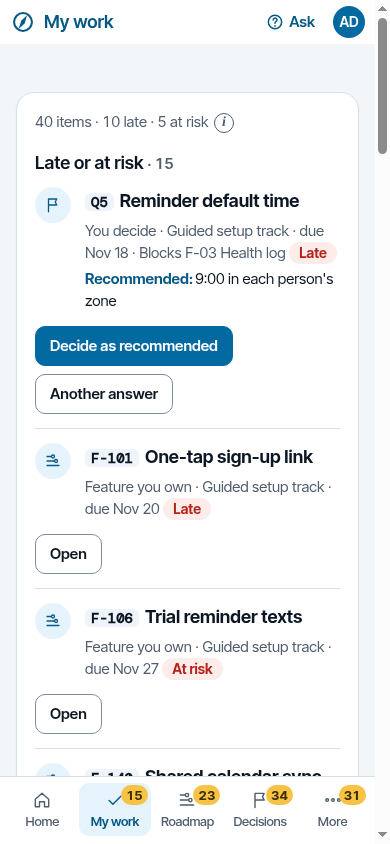 My work
Ask
AD
40 items · 10 late · 5 at risk i
Late or at risk · 15
Q5 Reminder default time
You decide · Guided setup track · due
Nov 18 · Blocks F-03 Health log Late
Recommended: 9:00 in each person's
zone
Decide as recommended
Another answer
F-101 One-tap sign-up link
Feature you own · Guided setup track ·
due Nov 20 Late
Open
F-106 Trial reminder texts
Feature you own · Guided setup track ·
due Nov 27 At risk
Open
15 23 34 31
Home My work Roadmap Decisions More